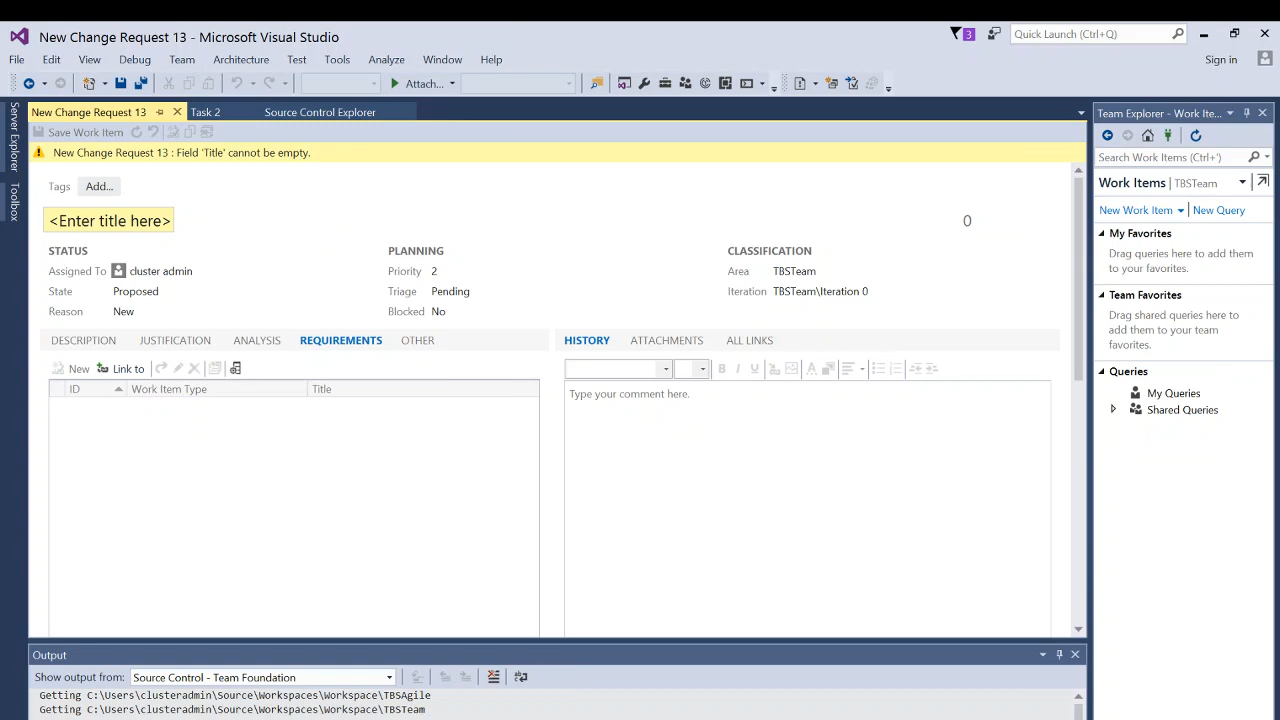 New Change Request 13 - Microsoft Visual Studio
3
Quick Launch (Ctrl+Q)
File Edit View Debug Team Architecture Test Tools Analyze Window Help
Sign in
Attach...
Server Explorer
Toolbox
New Change Request 13
Task 2
Source Control Explorer
Save Work Item
New Change Request 13 : Field 'Title' cannot be empty.
Tags Add...
<Enter title here>
0
STATUS
Assigned To cluster admin
State Proposed
Reason New
PLANNING
Priority 2
Triage Pending
Blocked No
CLASSIFICATION
Area TBSTeam
Iteration TBSTeam\Iteration 0
DESCRIPTION JUSTIFICATION ANALYSIS REQUIREMENTS OTHER
New Link to
ID Work Item Type Title
HISTORY ATTACHMENTS ALL LINKS
B I U A
Type your comment here.
Output
Show output from: Source Control - Team Foundation
Getting C:\Users\clusteradmin\Source\Workspaces\Workspace\TBSAgile
Getting C:\Users\clusteradmin\Source\Workspaces\Workspace\TBSTeam
Team Explorer - Work Ite...
Search Work Items (Ctrl+')
Work Items | TBSTeam
New Work Item New Query
My Favorites
Drag queries here to add them
to your favorites.
Team Favorites
Drag shared queries here to
add them to your team
favorites.
Queries
My Queries
Shared Queries